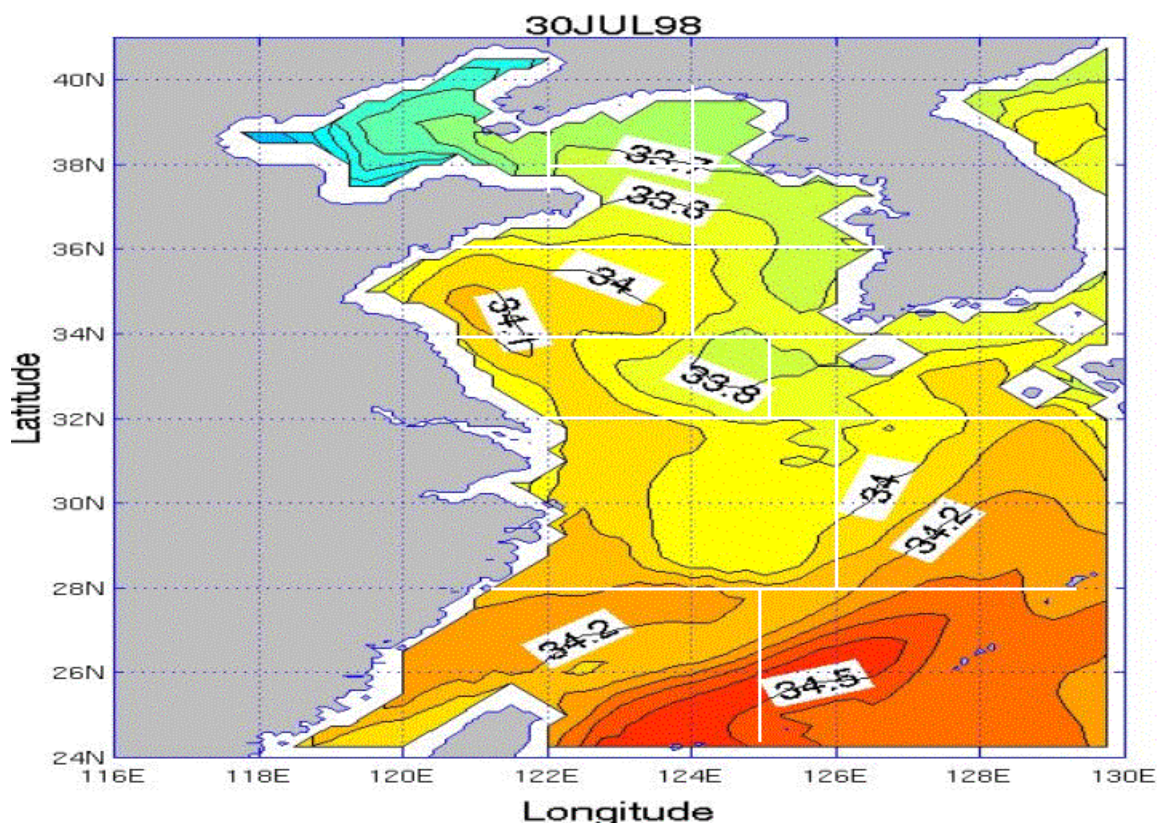 30JUL98
40N
38N
36N
34N
32N
30N
28N
26N
24N
Latitude
33.7
33.8
34
34.1
33.8
34
34.2
34.2
34.5
116E 118E 120E 122E 124E 126E 128E 130E
Longitude